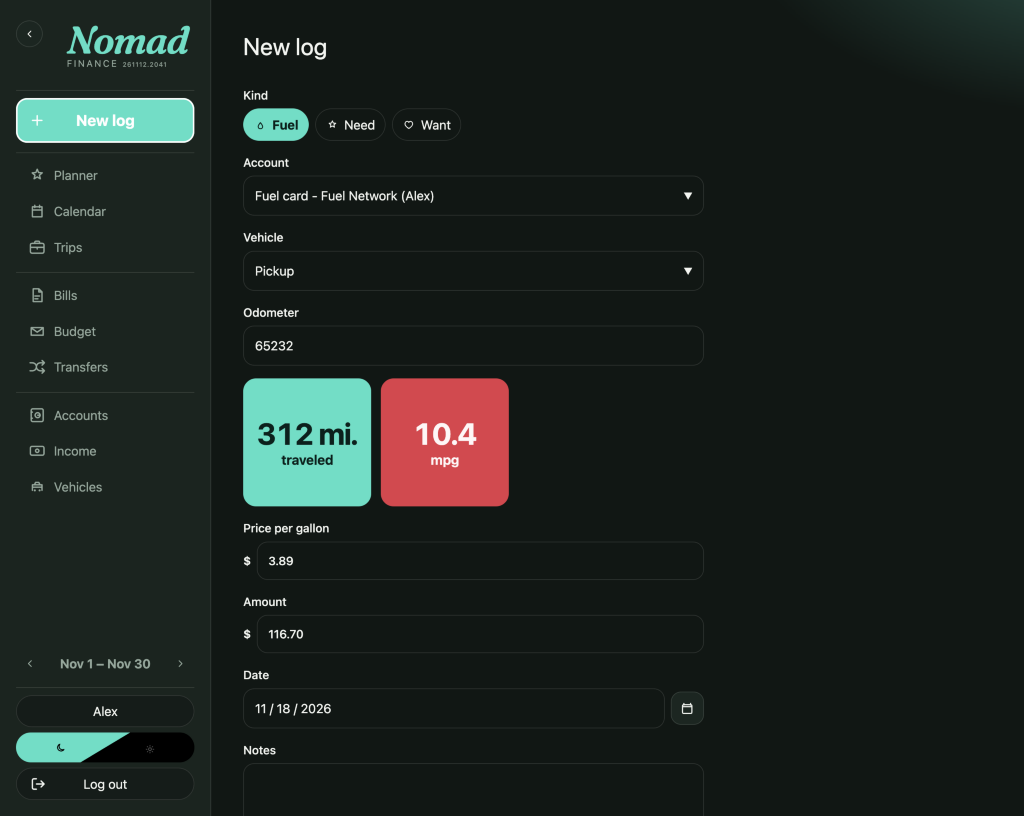 Nomad
FINANCE 261112.2041
New log
Planner
Calendar
Trips
Bills
Budget
Transfers
Accounts
Income
Vehicles
Nov 1 – Nov 30
Alex
Log out
New log
Kind
Fuel
Need
Want
Account
Fuel card - Fuel Network (Alex)
Vehicle
Pickup
Odometer
65232
312 mi.
traveled
10.4
mpg
Price per gallon
$ 3.89
Amount
$ 116.70
Date
11 / 18 / 2026
Notes